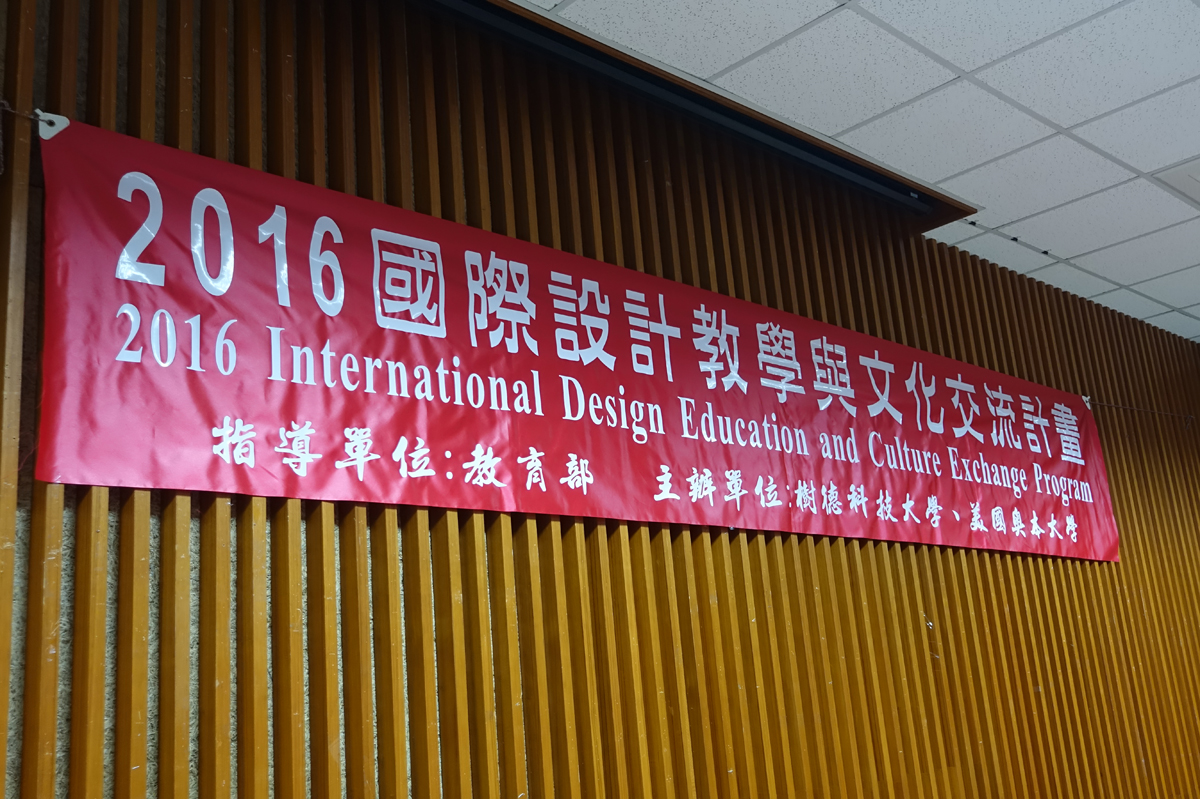 2016國際設計教學與文化交流計畫
2016 International Design Education and Culture Exchange Program
指導單位:教育部 主辦單位:樹德科技大學、美國奧本大學